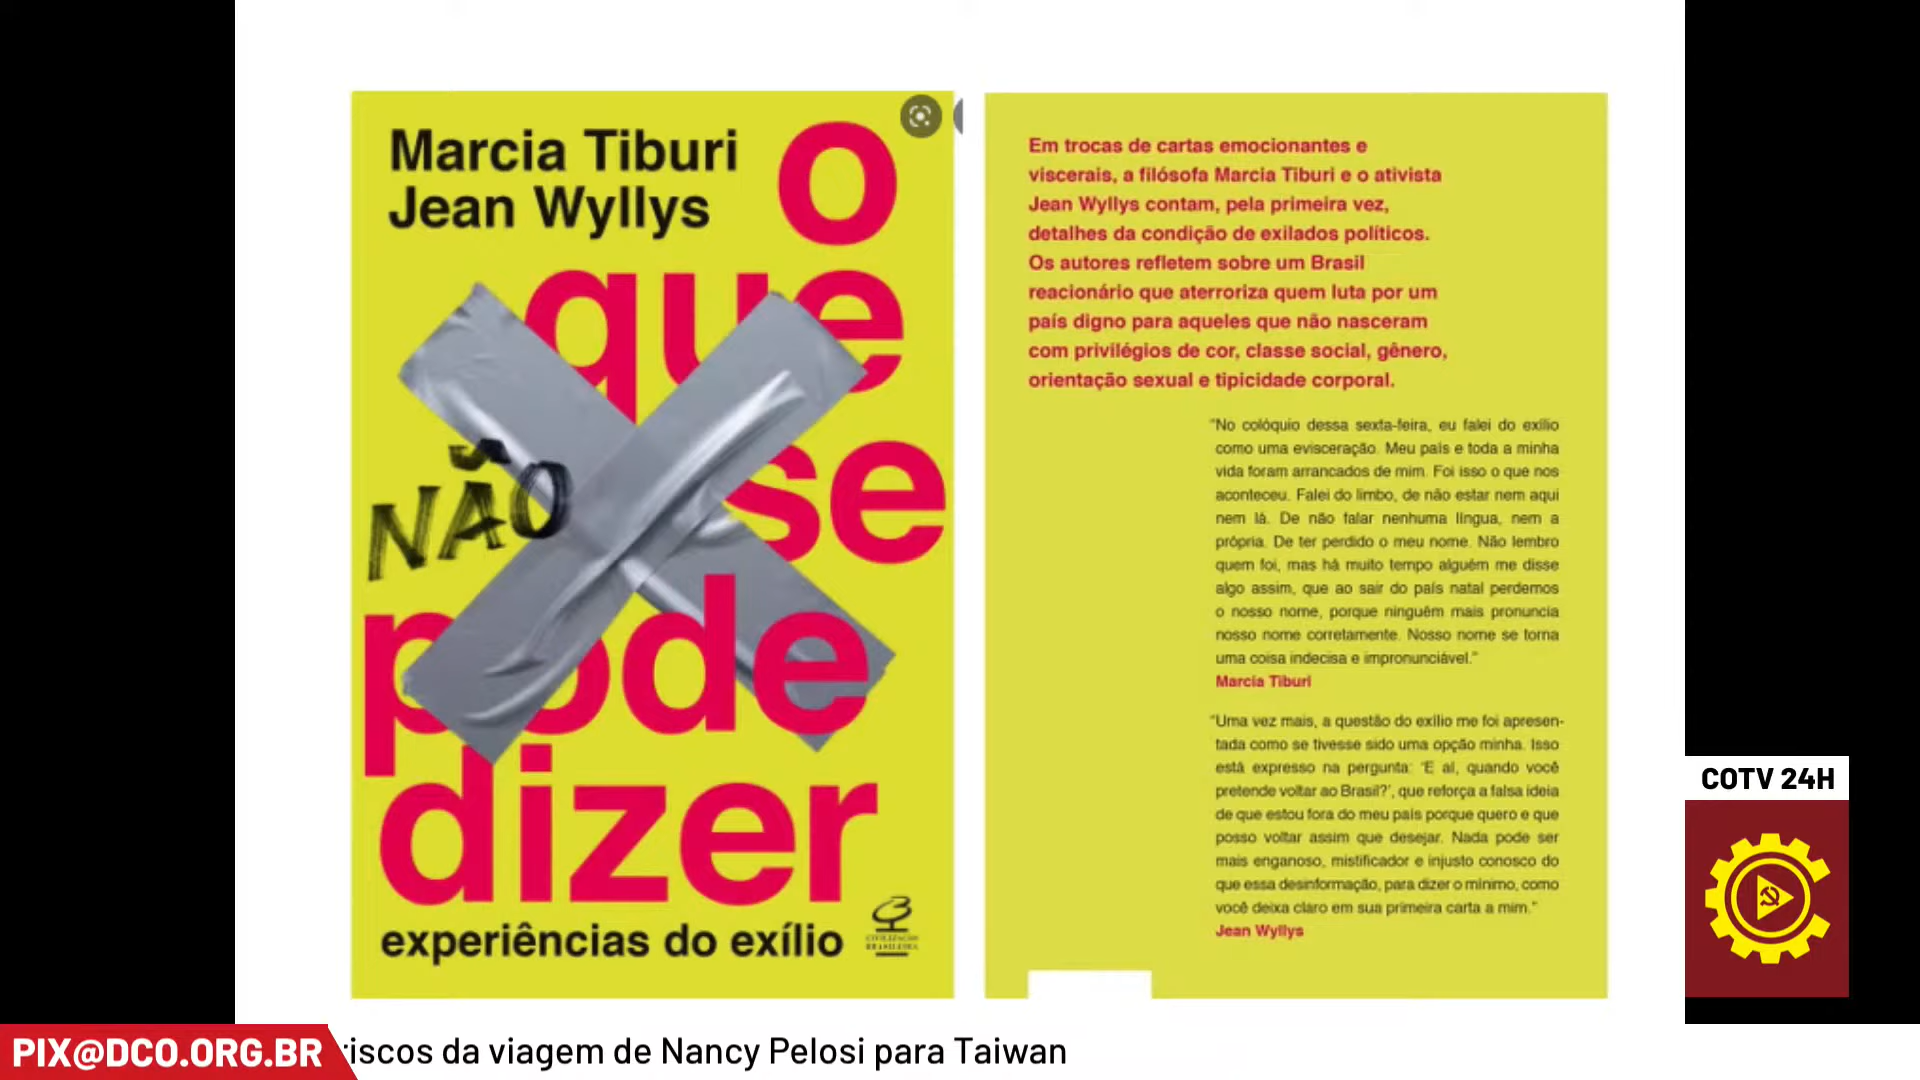 Marcia Tiburi
Jean Wyllys
o
que
NÃO
se
pode
dizer
experiências do exílio
CIVILIZAÇÃO
BRASILEIRA
Em trocas de cartas emocionantes e
viscerais, a filósofa Marcia Tiburi e o ativista
Jean Wyllys contam, pela primeira vez,
detalhes da condição de exilados políticos.
Os autores refletem sobre um Brasil
reacionário que aterroriza quem luta por um
país digno para aqueles que não nasceram
com privilégios de cor, classe social, gênero,
orientação sexual e tipicidade corporal.
“No colóquio dessa sexta-feira, eu falei do exílio
como uma evisceração. Meu país e toda a minha
vida foram arrancados de mim. Foi isso o que nos
aconteceu. Falei do limbo, de não estar nem aqui
nem lá. De não falar nenhuma língua, nem a
própria. De ter perdido o meu nome. Não lembro
quem foi, mas há muito tempo alguém me disse
algo assim, que ao sair do país natal perdemos
o nosso nome, porque ninguém mais pronuncia
nosso nome corretamente. Nosso nome se torna
uma coisa indecisa e impronunciável.”
Marcia Tiburi
“Uma vez mais, a questão do exílio me foi apresen-
tada como se tivesse sido uma opção minha. Isso
está expresso na pergunta: ‘E aí, quando você
pretende voltar ao Brasil?’, que reforça a falsa ideia
de que estou fora do meu país porque quero e que
posso voltar assim que desejar. Nada pode ser
mais enganoso, mistificador e injusto conosco do
que essa desinformação, para dizer o mínimo, como
você deixa claro em sua primeira carta a mim.”
Jean Wyllys
COTV 24H
PIX@DCO.ORG.BR
riscos da viagem de Nancy Pelosi para Taiwan